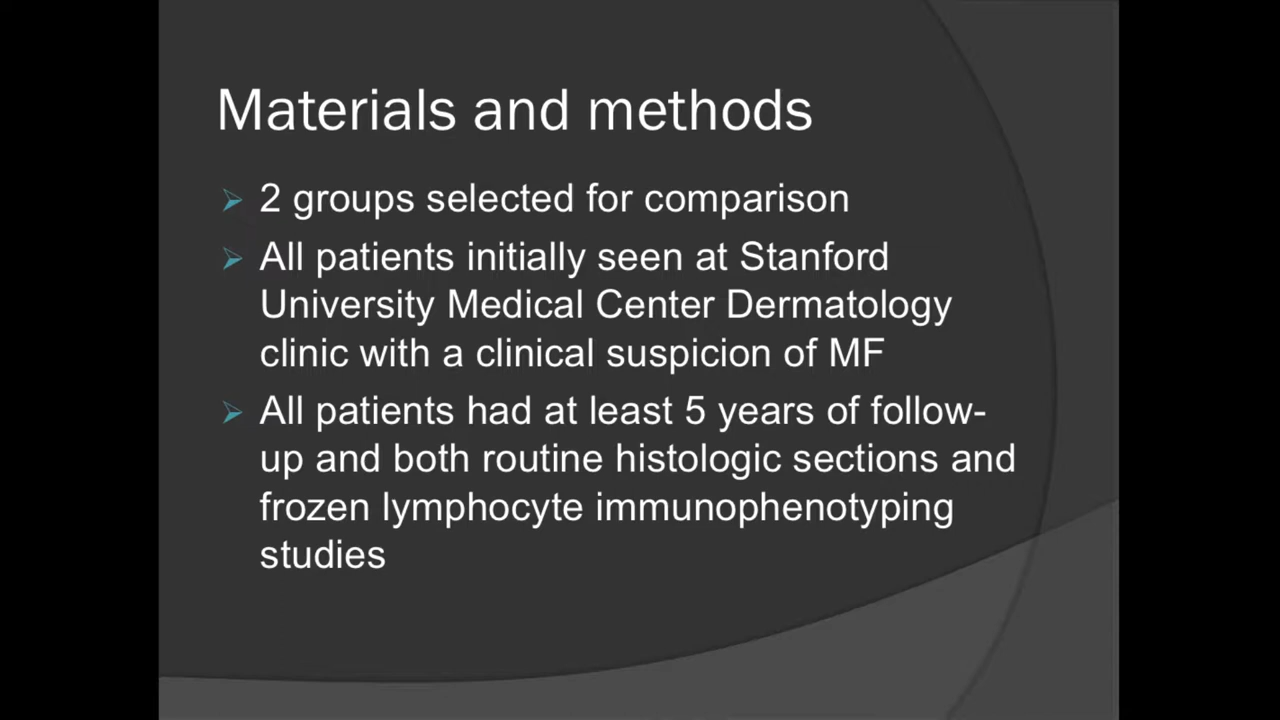 Materials and methods
2 groups selected for comparison
All patients initially seen at Stanford
University Medical Center Dermatology
clinic with a clinical suspicion of MF
All patients had at least 5 years of follow-
up and both routine histologic sections and
frozen lymphocyte immunophenotyping
studies